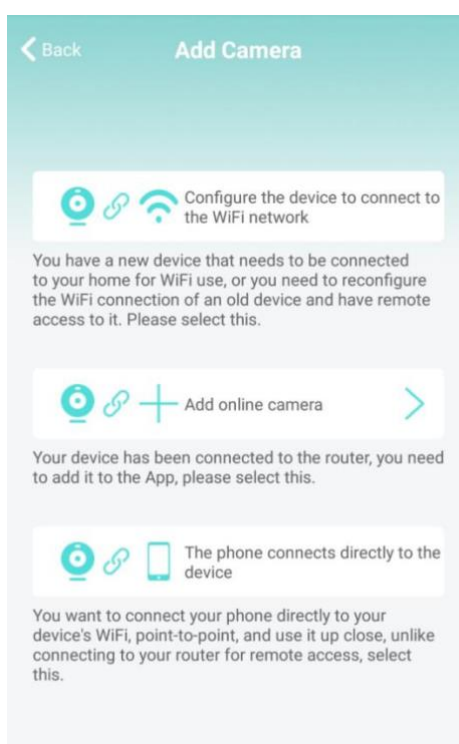 Back
Add Camera
Configure the device to connect to
the WiFi network
You have a new device that needs to be connected
to your home for WiFi use, or you need to reconfigure
the WiFi connection of an old device and have remote
access to it. Please select this.
Add online camera
Your device has been connected to the router, you need
to add it to the App, please select this.
The phone connects directly to the
device
You want to connect your phone directly to your
device's WiFi, point-to-point, and use it up close, unlike
connecting to your router for remote access, select
this.